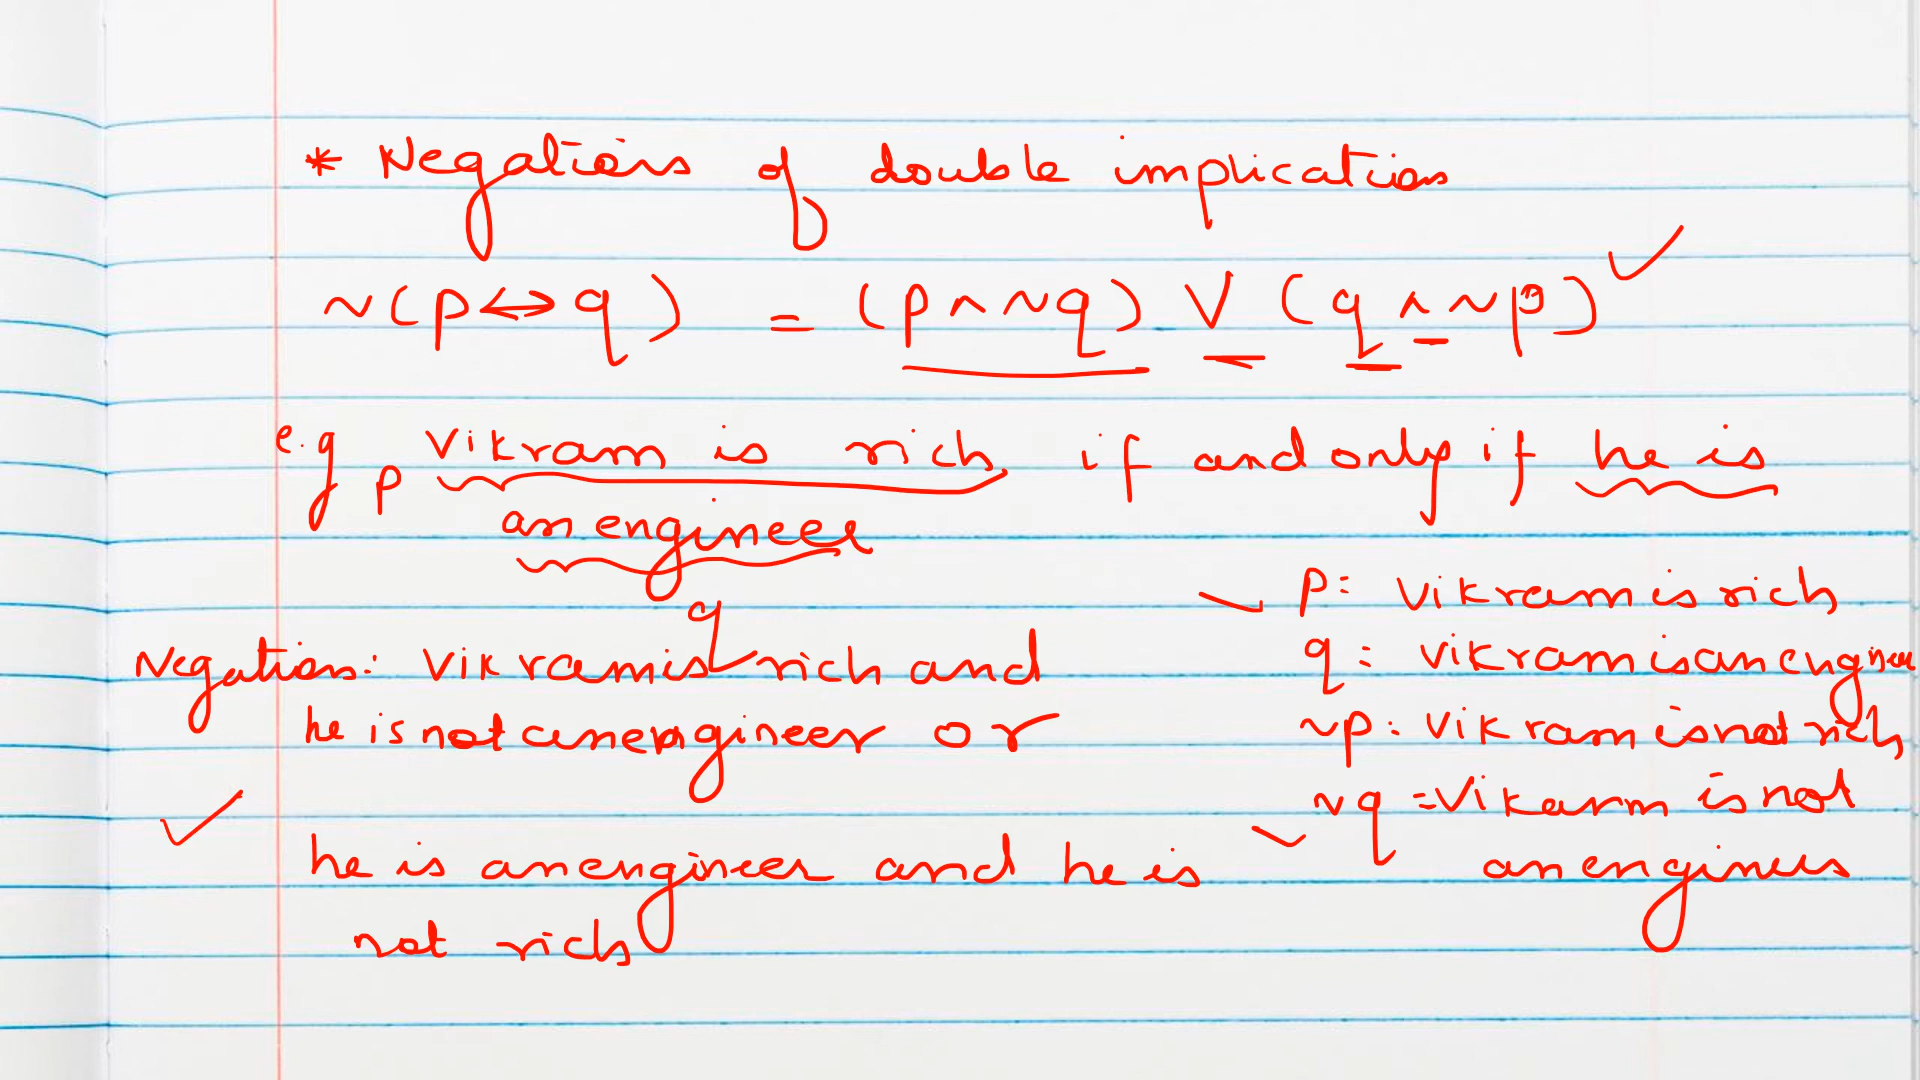 * Negations of double implication
~(p↔q) = (p∧~q) ∨ (q∧~p)
e.g vikram is rich if and only if he is
p
an engineer
q
p: Vikram is rich
q: Vikram is an engineer
~p: Vikram is not rich
~q = Vikarm is not
an engineer
Negation: Vikram is rich and
he is not an engineer or
he is an engineer and he is
not rich